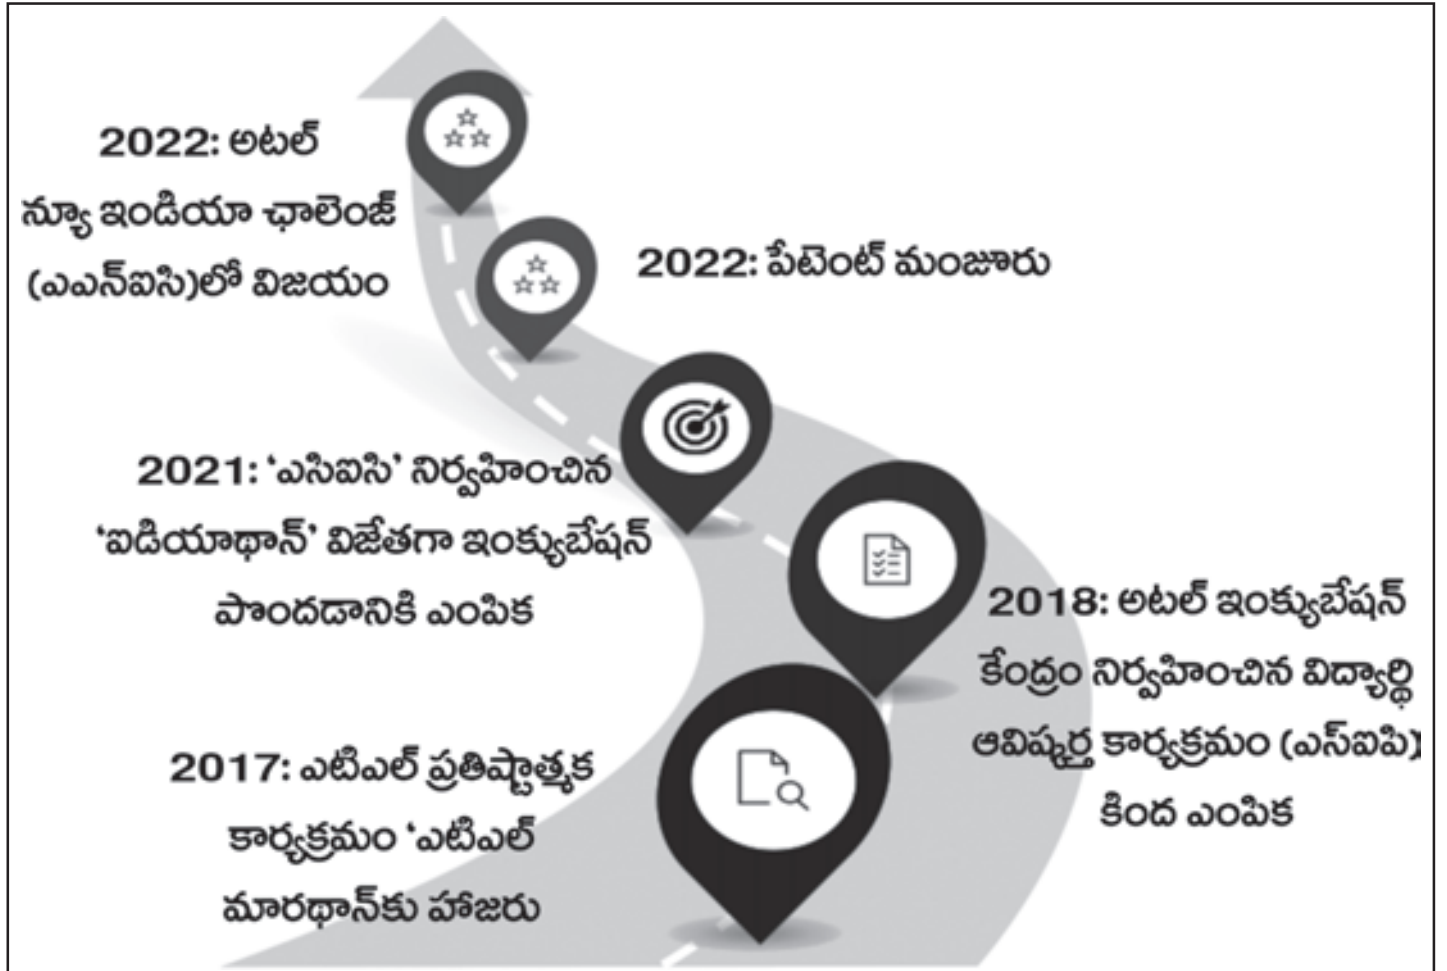 2022: అటల్
న్యూ ఇండియా ఛాలెంజ్
(ఎఎన్ఐసి)లో విజయం
2022: పేటెంట్ మంజూరు
2021: ‘ఎసిఐసి’ నిర్వహించిన
‘ఐడియాథాన్’ విజేతగా ఇంక్యుబేషన్
పొందడానికి ఎంపిక
2018: అటల్ ఇంక్యుబేషన్
కేంద్రం నిర్వహించిన విద్యార్థి
ఆవిష్కర్త కార్యక్రమం (ఎస్ఐపి)
కింద ఎంపిక
2017: ఎటిఎల్ ప్రతిష్టాత్మక
కార్యక్రమం ‘ఎటిఎల్
మారథాన్‌కు హాజరు